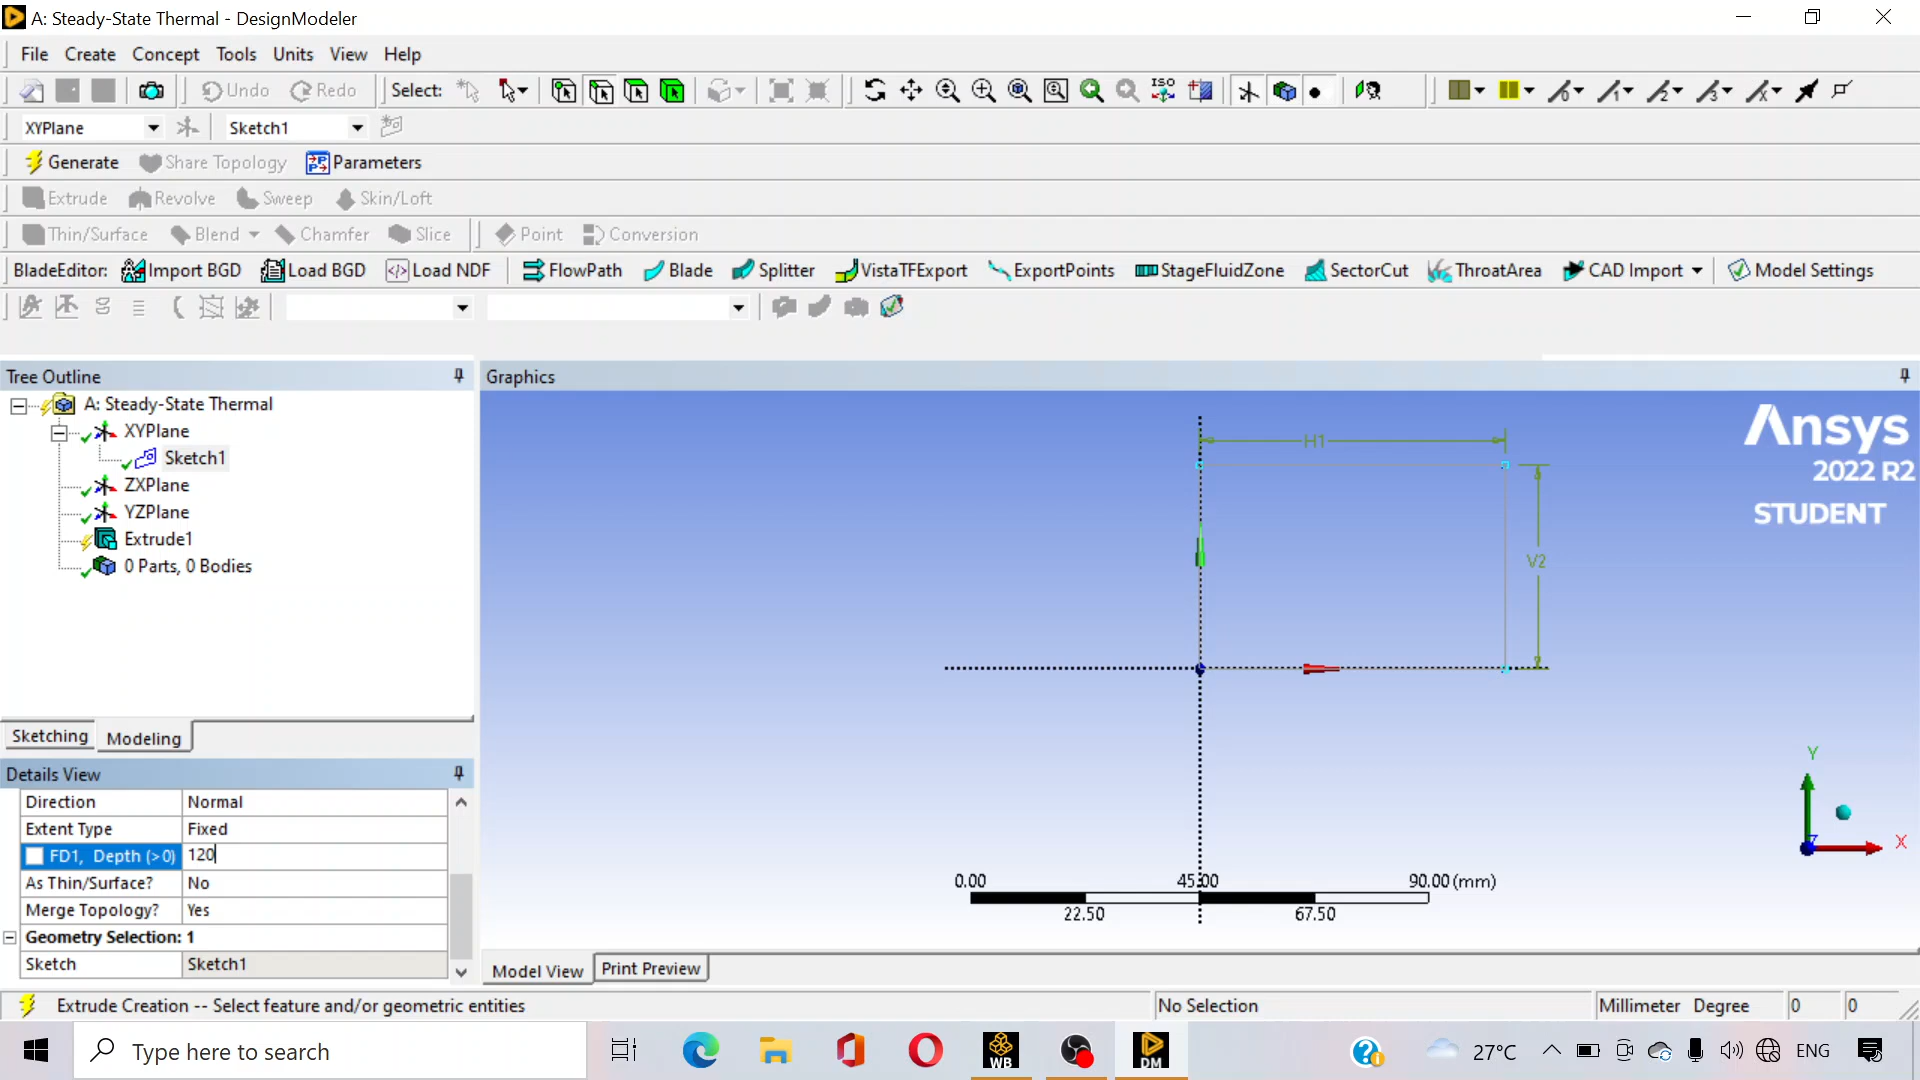 A: Steady-State Thermal - DesignModeler
File Create Concept Tools Units View Help
Undo Redo Select: ISO
XYPlane Sketch1
Generate Share Topology Parameters
Extrude Revolve Sweep Skin/Loft
Thin/Surface Blend Chamfer Slice Point Conversion
BladeEditor: Import BGD Load BGD Load NDF FlowPath Blade Splitter VistaTFExport ExportPoints StageFluidZone SectorCut ThroatArea CAD Import Model Settings
Tree Outline
A: Steady-State Thermal
XYPlane
Sketch1
ZXPlane
YZPlane
Extrude1
0 Parts, 0 Bodies
Sketching Modeling
Details View
Direction Normal
Extent Type Fixed
FD1, Depth (>0) 120
As Thin/Surface? No
Merge Topology? Yes
Geometry Selection: 1
Sketch Sketch1
Graphics
Ansys
2022 R2
STUDENT
H1
V2
Y
X
Z
0.00 45.00 90.00 (mm)
22.50 67.50
Model View Print Preview
Extrude Creation -- Select feature and/or geometric entities No Selection Millimeter Degree 0 0
Type here to search WB DM 27°C ENG